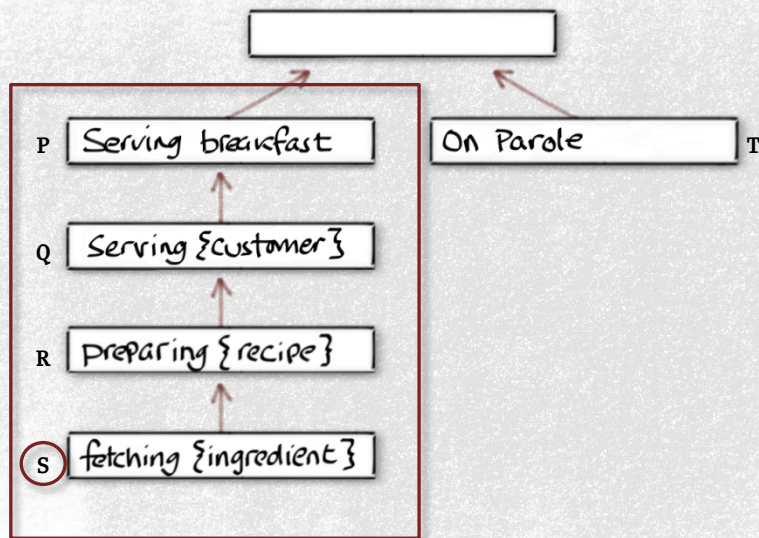 P Serving breakfast
On Parole T
Q Serving {customer}
R preparing {recipe}
S fetching {ingredient}